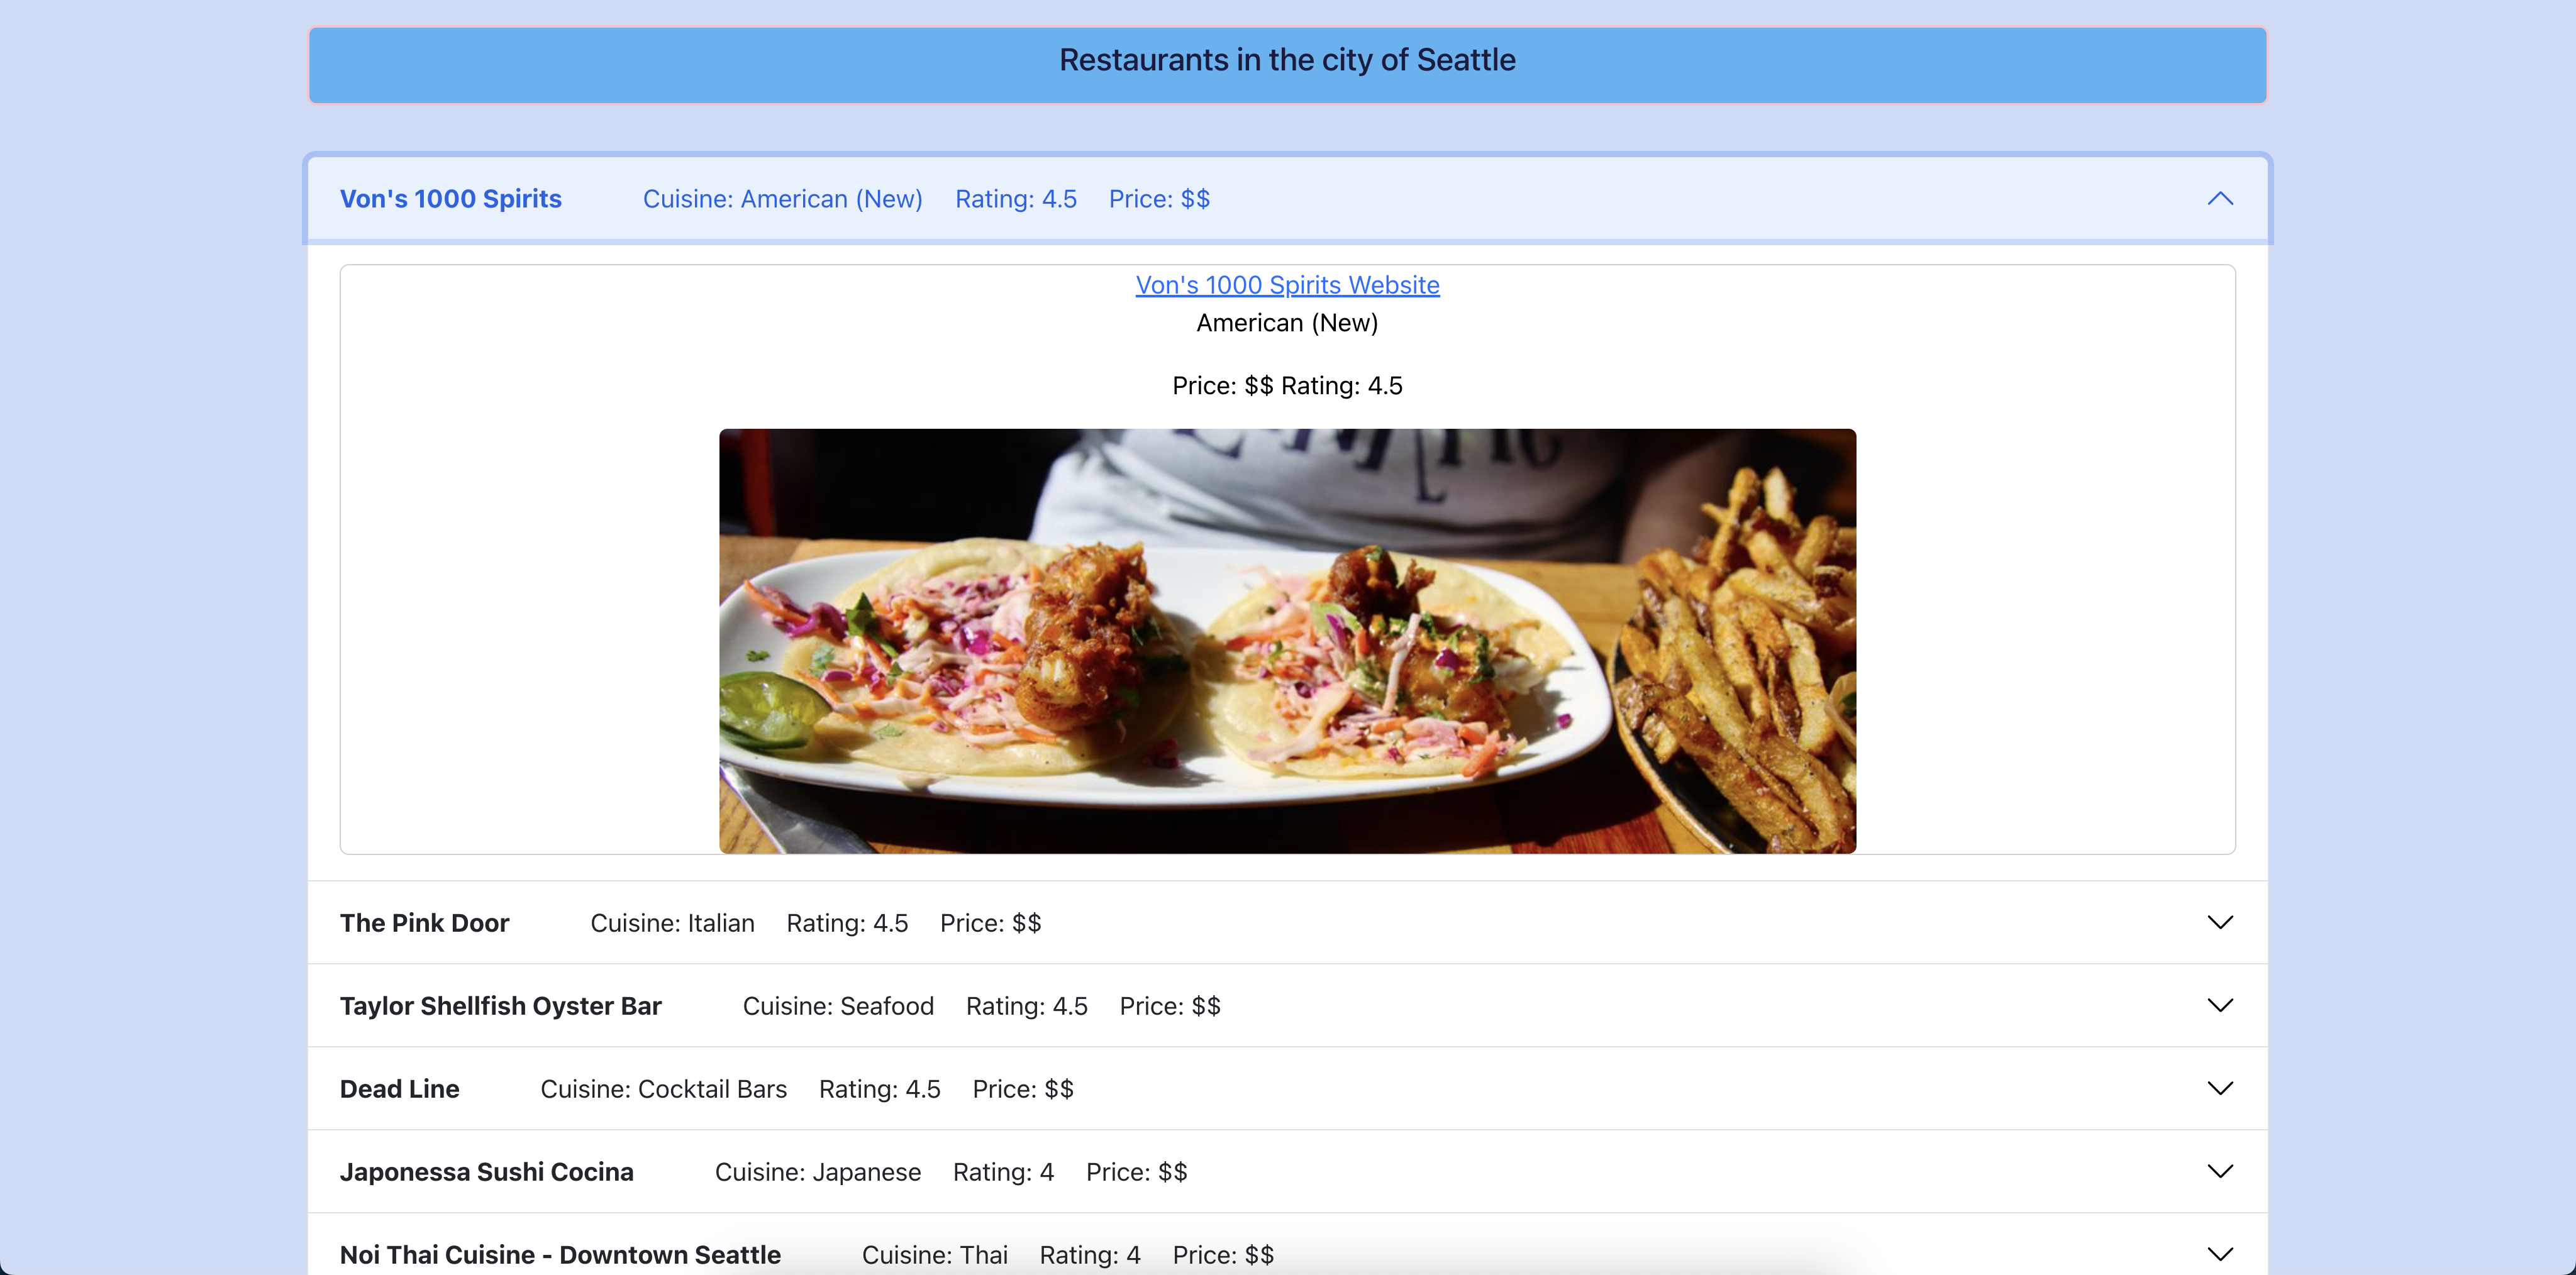 Restaurants in the city of Seattle
Von's 1000 Spirits Cuisine: American (New) Rating: 4.5 Price: $$
Von's 1000 Spirits Website
American (New)
Price: $$ Rating: 4.5
The Pink Door Cuisine: Italian Rating: 4.5 Price: $$
Taylor Shellfish Oyster Bar Cuisine: Seafood Rating: 4.5 Price: $$
Dead Line Cuisine: Cocktail Bars Rating: 4.5 Price: $$
Japonessa Sushi Cocina Cuisine: Japanese Rating: 4 Price: $$
Noi Thai Cuisine - Downtown Seattle Cuisine: Thai Rating: 4 Price: $$